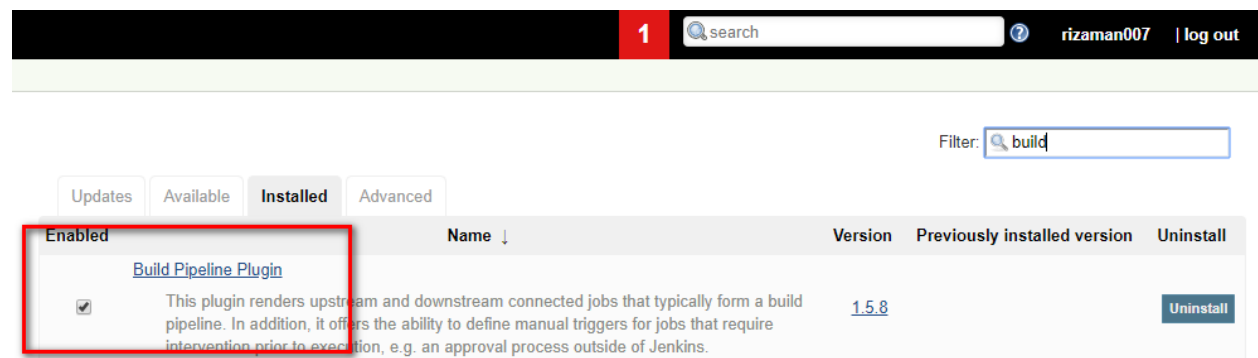 1 search rizaman007 | log out
Filter: build
Updates Available Installed Advanced
Enabled Name ↓ Version Previously installed version Uninstall
Build Pipeline Plugin
This plugin renders upstream and downstream connected jobs that typically form a build
pipeline. In addition, it offers the ability to define manual triggers for jobs that require
intervention prior to execution, e.g. an approval process outside of Jenkins.
1.5.8
Uninstall